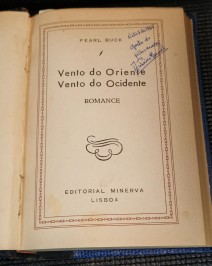 PEARL BUCK
Vento do Oriente
Vento do Ocidente
ROMANCE
EDITORIAL MINERVA
LISBOA